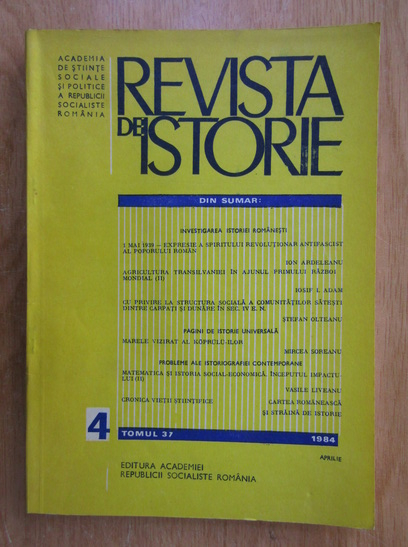 ACADEMIA
DE ȘTIINȚE
SOCIALE
ȘI POLITICE
A REPUBLICII
SOCIALISTE
ROMÂNIA
REVISTA
DE ISTORIE
DIN SUMAR:
INVESTIGAREA ISTORIEI ROMÂNEȘTI
1 MAI 1939 – EXPRESIE A SPIRITULUI REVOLUȚIONAR ANTIFASCIST
AL POPORULUI ROMÂN
ION ARDELEANU
AGRICULTURA TRANSILVANIEI ÎN AJUNUL PRIMULUI RĂZBOI
MONDIAL (II)
IOSIF I. ADAM
CU PRIVIRE LA STRUCTURA SOCIALĂ A COMUNITĂȚILOR SĂTEȘTI
DINTRE CARPAȚI ȘI DUNĂRE ÎN SEC. IV E. N.
ȘTEFAN OLTEANU
PAGINI DE ISTORIE UNIVERSALĂ
MARELE VIZIRAT AL KÖPRÜLÜ-ILOR
MIRCEA SOREANU
PROBLEME ALE ISTORIOGRAFIEI CONTEMPORANE
MATEMATICA ȘI ISTORIA SOCIAL-ECONOMICĂ. ÎNCEPUTUL IMPACTU-
LUI (II)
VASILE LIVEANU
CRONICA VIEȚII ȘTIINȚIFICE CARTEA ROMÂNEASCĂ
ȘI STRĂINĂ DE ISTORIE
4
TOMUL 37 1984
APRILIE
EDITURA ACADEMIEI
REPUBLICII SOCIALISTE ROMÂNIA